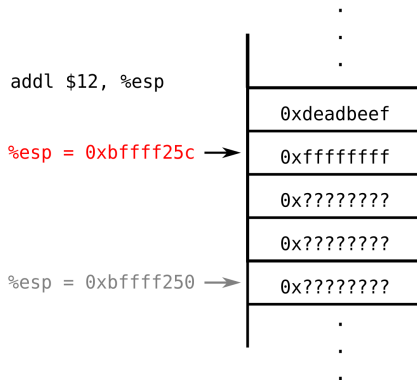 addl $12, %esp
0xdeadbeef
%esp = 0xbffff25c
0xffffffff
0x????????
0x????????
%esp = 0xbffff250
0x????????